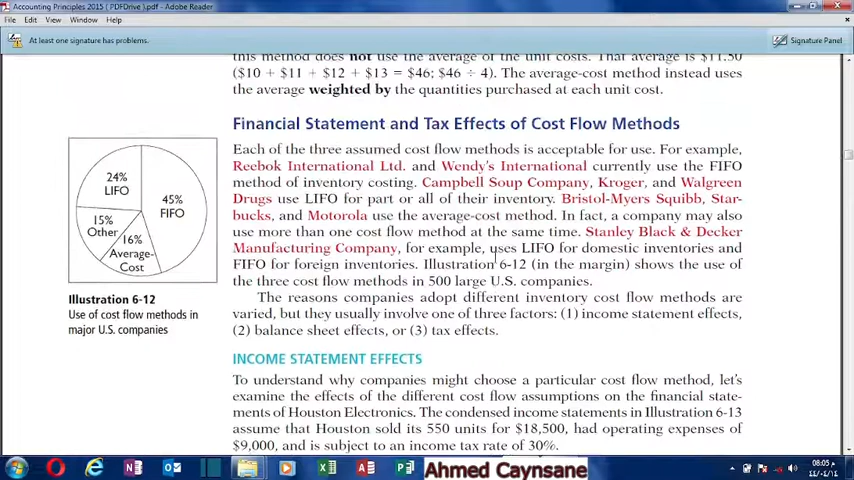 Accounting Principles 2015 ( PDFDrive ).pdf - Adobe Reader
File Edit View Window Help
At least one signature has problems.
Signature Panel
this method does not use the average of the unit costs. That average is $11.50
($10 + $11 + $12 + $13 = $46; $46 ÷ 4). The average-cost method instead uses
the average weighted by the quantities purchased at each unit cost.
Financial Statement and Tax Effects of Cost Flow Methods
Each of the three assumed cost flow methods is acceptable for use. For example,
Reebok International Ltd. and Wendy's International currently use the FIFO
method of inventory costing. Campbell Soup Company, Kroger, and Walgreen
Drugs use LIFO for part or all of their inventory. Bristol-Myers Squibb, Star-
bucks, and Motorola use the average-cost method. In fact, a company may also
use more than one cost flow method at the same time. Stanley Black & Decker
Manufacturing Company, for example, uses LIFO for domestic inventories and
FIFO for foreign inventories. Illustration 6-12 (in the margin) shows the use of
the three cost flow methods in 500 large U.S. companies.
The reasons companies adopt different inventory cost flow methods are
varied, but they usually involve one of three factors: (1) income statement effects,
(2) balance sheet effects, or (3) tax effects.
INCOME STATEMENT EFFECTS
To understand why companies might choose a particular cost flow method, let's
examine the effects of the different cost flow assumptions on the financial state-
ments of Houston Electronics. The condensed income statements in Illustration 6-13
assume that Houston sold its 550 units for $18,500, had operating expenses of
$9,000, and is subject to an income tax rate of 30%.
24%
LIFO
45%
FIFO
15%
Other
16%
Average-
Cost
Illustration 6-12
Use of cost flow methods in
major U.S. companies
Ahmed Caynsane
08:05 م